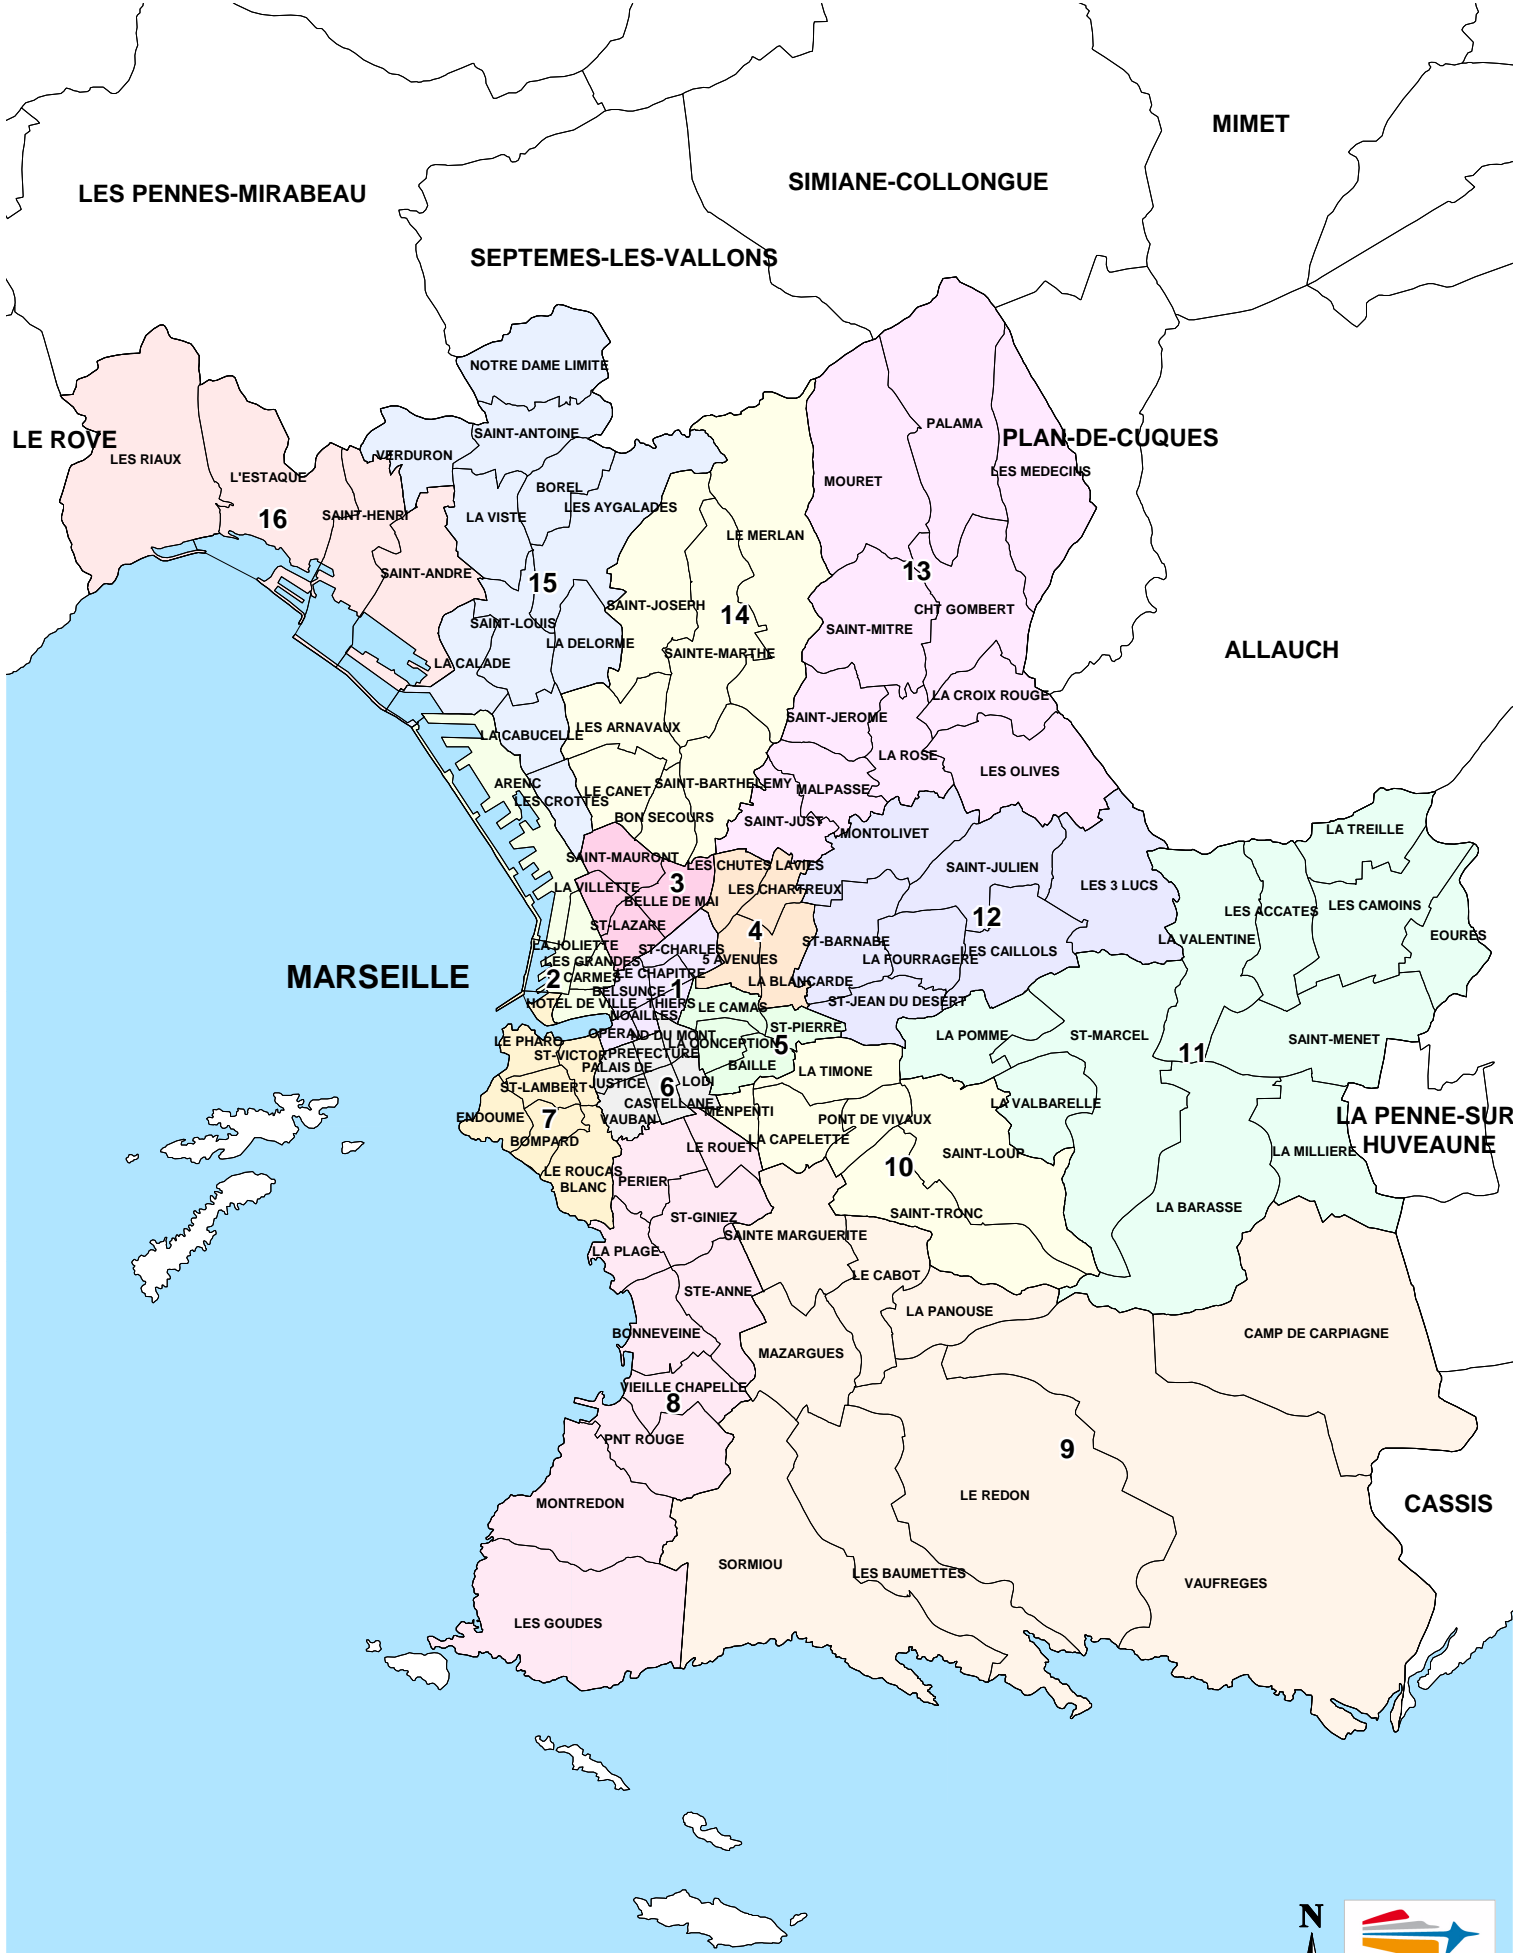 MIMET
SIMIANE-COLLONGUE
LES PENNES-MIRABEAU
SEPTEMES-LES-VALLONS
NOTRE DAME LIMITE
PALAMA
SAINT-ANTOINE
PLAN-DE-CUQUES
LE ROVE
VERDURON
LES RIAUX
LES MEDECINS
L'ESTAQUE
MOURET
BOREL
LES AYGALADES
SAINT-HENRI
LA VISTE
16
LE MERLAN
13
SAINT-ANDRE
15
SAINT-JOSEPH
CHT GOMBERT
14
SAINT-LOUIS
SAINT-MITRE
LA DELORME
ALLAUCH
SAINTE-MARTHE
LA CALADE
LA CROIX ROUGE
SAINT-JEROME
LES ARNAVAUX
LA CABUCELLE
LA ROSE
LES OLIVES
ARENC
SAINT-BARTHELEMY
LE CANET
MALPASSE
LES CROTTES
BON SECOURS
SAINT-JUST
LA TREILLE
MONTOLIVET
SAINT-MAURONT
LES CHUTES LAVIES
SAINT-JULIEN
3
LA VILLETTE
LES CHARTREUX
LES 3 LUCS
BELLE DE MAI
LES CAMOINS
LES ACCATES
12
ST-LAZARE
4
EOURES
LA VALENTINE
ST-BARNABE
LA JOLIETTE
ST-CHARLES
LES CAILLOLS
LES GRANDES
CARMES
5 AVENUES
LA FOURRAGERE
MARSEILLE
2
LE CHAPITRE
LA BLANCARDE
BELSUNCE
1
HOTEL DE VILLE
THIERS
ST-JEAN DU DESERT
LE CAMAS
NOAILLES
ST-PIERRE
OPERA
ND DU MONT
LA POMME
ST-MARCEL
SAINT-MENET
LE PHARO
LA CONCEPTION
5
11
ST-VICTOR
PREFECTURE
PALAIS DE
JUSTICE
BAILLE
LA TIMONE
ST-LAMBERT
6
LODI
CASTELLANE
LA VALBARELLE
MENPENTI
ENDOUME
7
VAUBAN
PONT DE VIVAUX
LA PENNE-SUR
HUVEAUNE
BOMPARD
LA CAPELETTE
LE ROUET
SAINT-LOUP
LA MILLIERE
LE ROUCAS
BLANC
10
PERIER
LA BARASSE
ST-GINIEZ
SAINT-TRONC
SAINTE MARGUERITE
LA PLAGE
LE CABOT
STE-ANNE
LA PANOUSE
BONNEVEINE
CAMP DE CARPIAGNE
MAZARGUES
VIEILLE CHAPELLE
8
PNT ROUGE
9
LE REDON
MONTREDON
CASSIS
SORMIOU
LES BAUMETTES
VAUFREGES
LES GOUDES
N